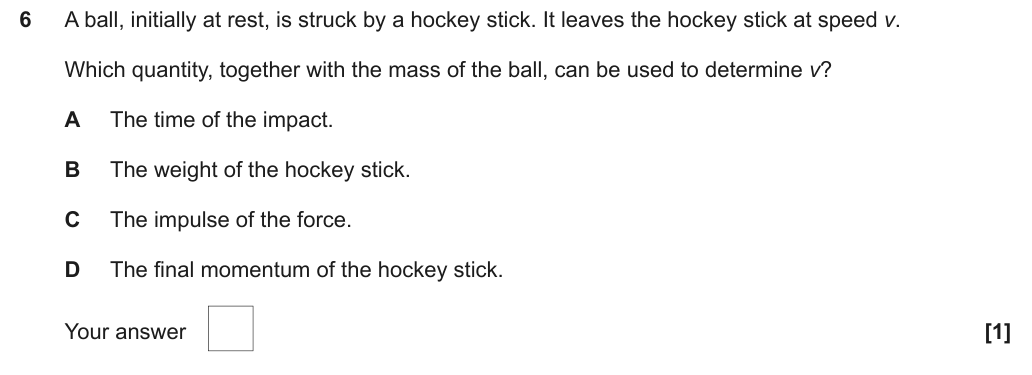 6 A ball, initially at rest, is struck by a hockey stick. It leaves the hockey stick at speed v.
Which quantity, together with the mass of the ball, can be used to determine v?
A The time of the impact.
B The weight of the hockey stick.
C The impulse of the force.
D The final momentum of the hockey stick.
Your answer [1]